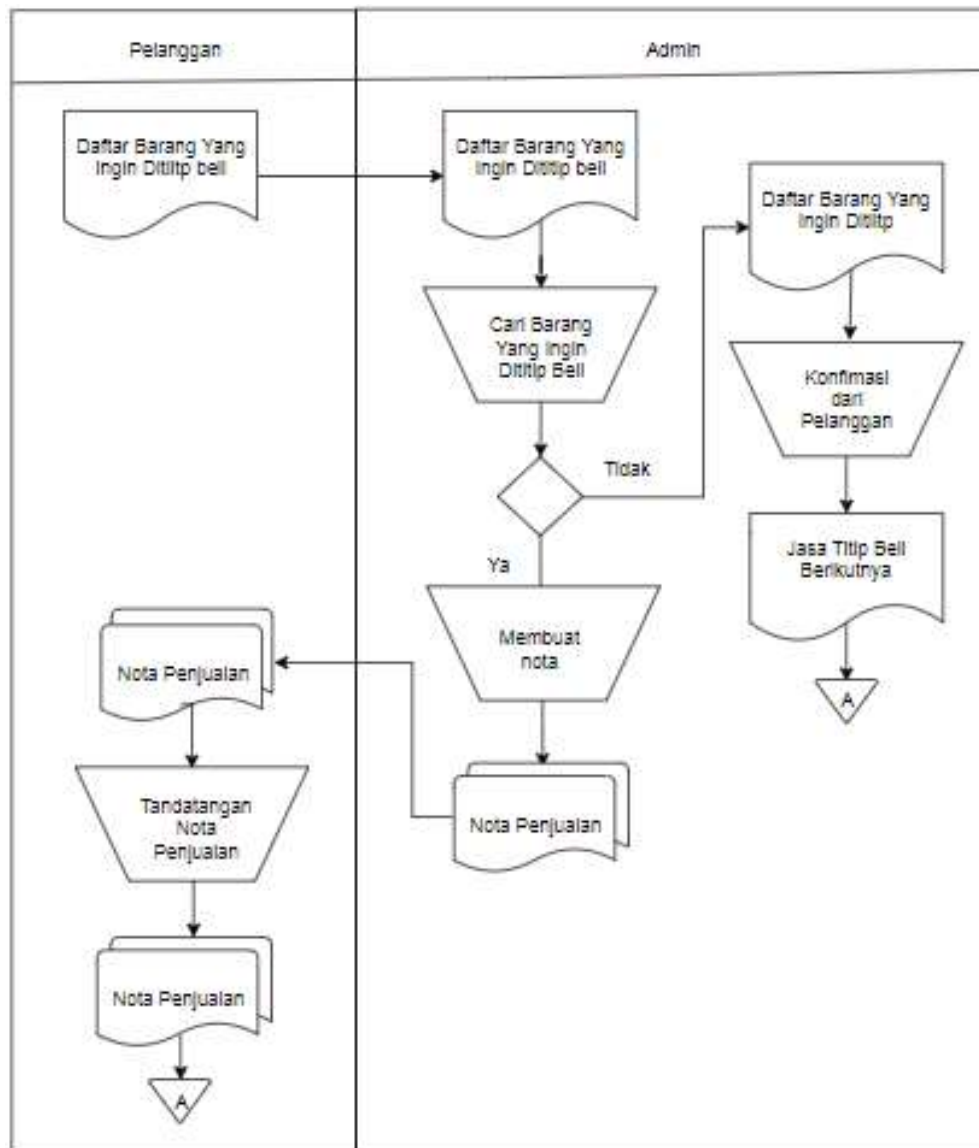 Pelanggan
Admin
Daftar Barang Yang
Ingin Ditiitp beli
Daftar Barang Yang
Ingin Dititip beli
Daftar Barang Yang
Ingin Ditiitp
Cari Barang
Yang Ingin
Dititip Beli
Konfimasi
dari
Pelanggan
Tidak
Jasa Titip Beli
Berikutnya
Ya
Membuat
nota
A
Nota Penjualan
Nota Penjualan
Tandatangan
Nota
Penjualan
Nota Penjualan
A